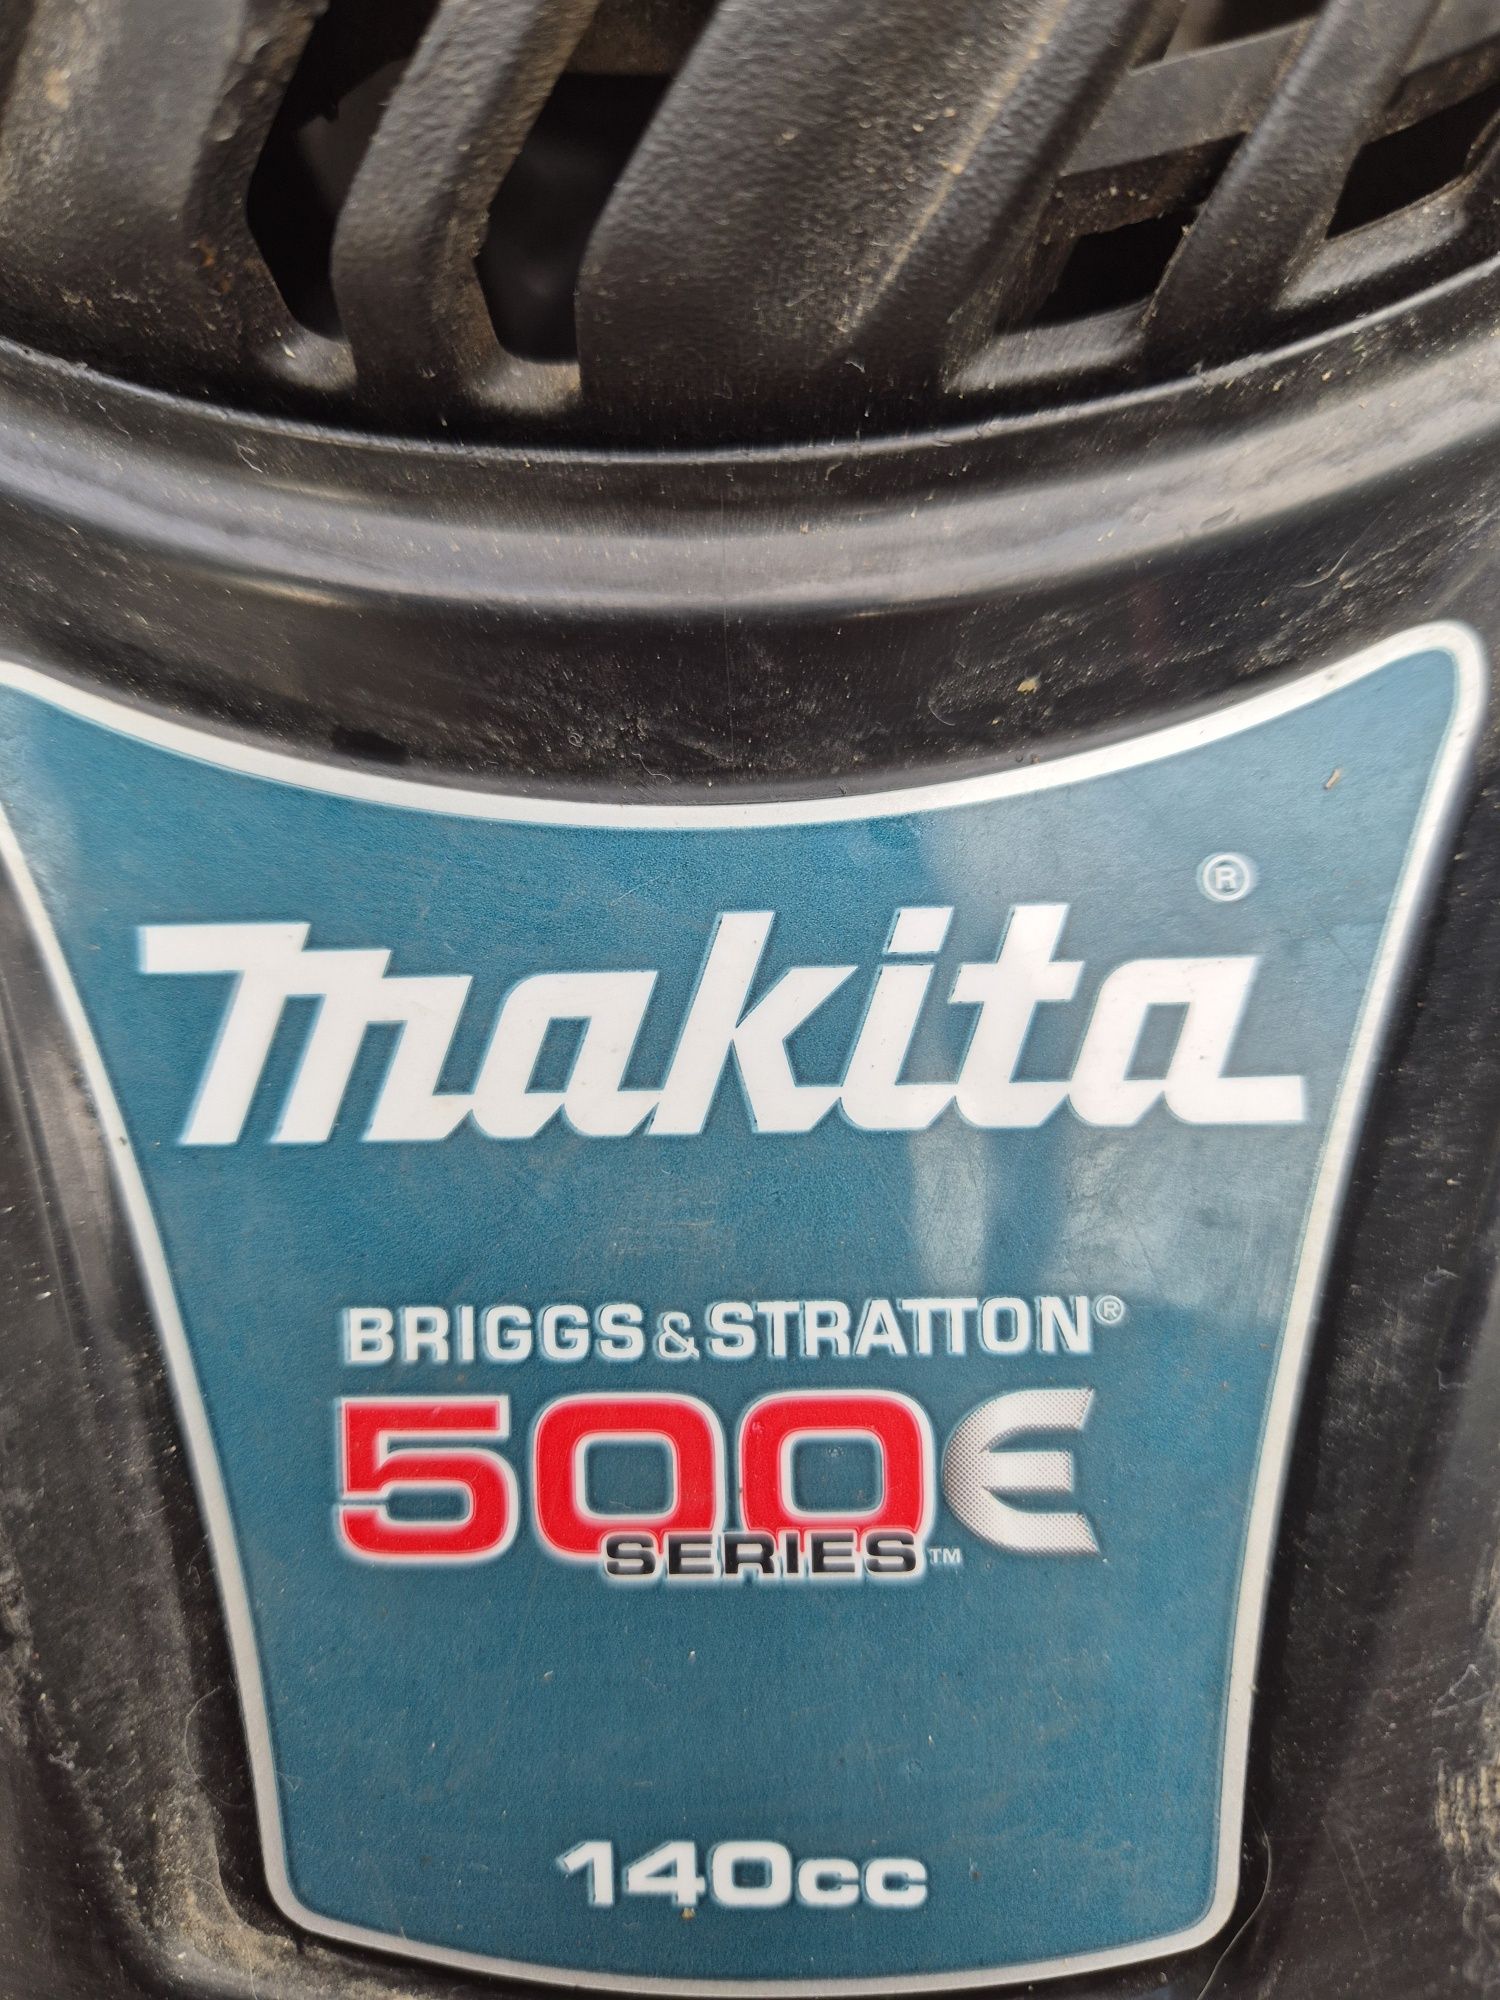 makita®
BRIGGS & STRATTON®
500E
SERIES™
140cc